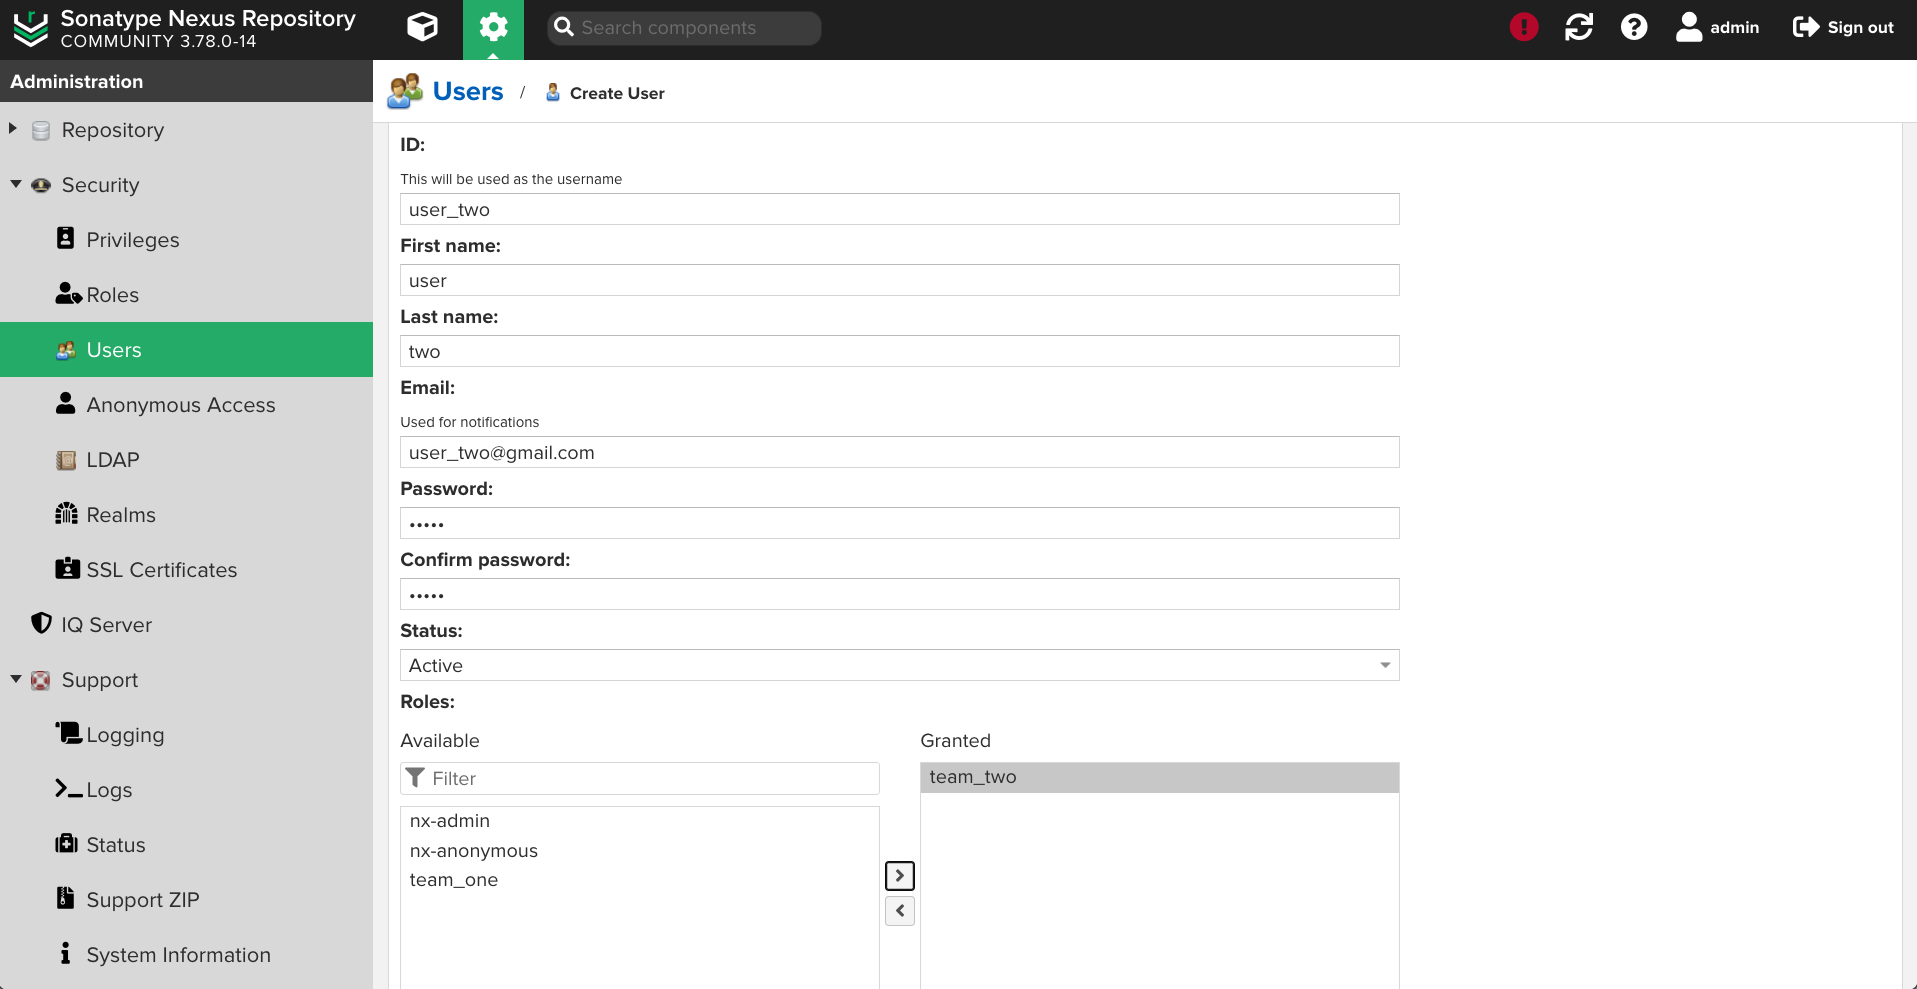 Sonatype Nexus Repository
COMMUNITY 3.78.0-14
Search components
admin
Sign out
Administration
Repository
Security
Privileges
Roles
Users
Anonymous Access
LDAP
Realms
SSL Certificates
IQ Server
Support
Logging
Logs
Status
Support ZIP
System Information
Users / Create User
ID:
This will be used as the username
user_two
First name:
user
Last name:
two
Email:
Used for notifications
user_two@gmail.com
Password:
•••••
Confirm password:
•••••
Status:
Active
Roles:
Available
Filter
nx-admin
nx-anonymous
team_one
Granted
team_two